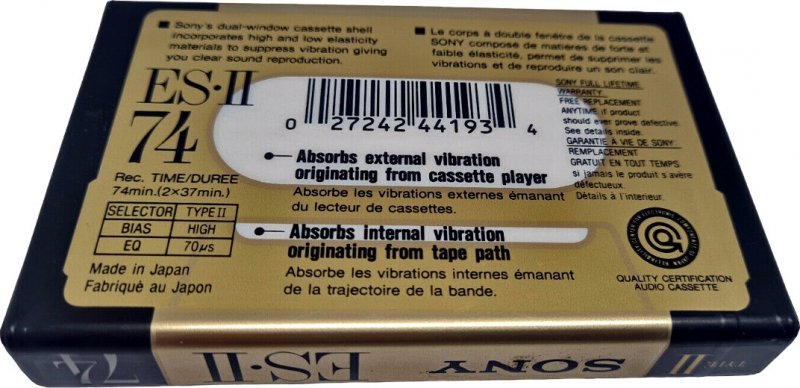 ■ Sony's dual-window cassette shell
incorporates high and low elasticity
materials to suppress vibration giving
you clear sound reproduction.
■ Le corps à double fenêtre de la cassette
SONY composé de matières de forte et
faible élasticité, permet de supprimer les
vibrations et de reproduire un son clair.
ES·II
74
Rec. TIME/DUREE
74min.(2×37min.)
SELECTOR TYPE II
BIAS HIGH
EQ 70µs
Made in Japan
Fabriqué au Japon
0 27242 44193 4
Absorbs external vibration
originating from cassette player
Absorbe les vibrations externes émanant
du lecteur de cassettes.
Absorbs internal vibration
originating from tape path
Absorbe les vibrations internes émanant
de la trajectoire de la bande.
SONY FULL LIFETIME
WARRANTY
FREE REPLACEMENT
ANYTIME if product
should ever prove defective.
See details inside.
GARANTIE A VIE DE SONY
REMPLACEMENT
GRATUIT EN TOUT TEMPS
si jamais le produit s'avère
défectueux.
Détails à l'interieur.
QUALITY CERTIFICATION
AUDIO CASSETTE
74 ES·II SONY TYPE II